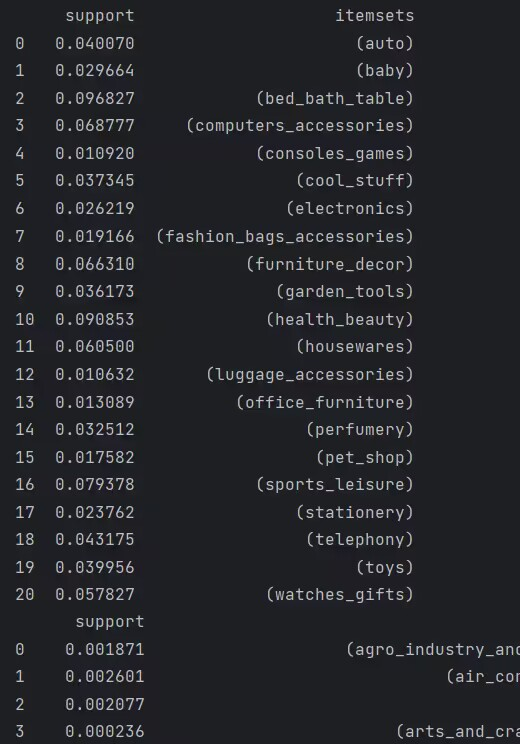 support itemsets
0 0.040070 (auto)
1 0.029664 (baby)
2 0.096827 (bed_bath_table)
3 0.068777 (computers_accessories)
4 0.010920 (consoles_games)
5 0.037345 (cool_stuff)
6 0.026219 (electronics)
7 0.019166 (fashion_bags_accessories)
8 0.066310 (furniture_decor)
9 0.036173 (garden_tools)
10 0.090853 (health_beauty)
11 0.060500 (housewares)
12 0.010632 (luggage_accessories)
13 0.013089 (office_furniture)
14 0.032512 (perfumery)
15 0.017582 (pet_shop)
16 0.079378 (sports_leisure)
17 0.023762 (stationery)
18 0.043175 (telephony)
19 0.039956 (toys)
20 0.057827 (watches_gifts)
support
0 0.001871 (agro_industry_and
1 0.002601 (air_con
2 0.002077
3 0.000236 (arts_and_cra